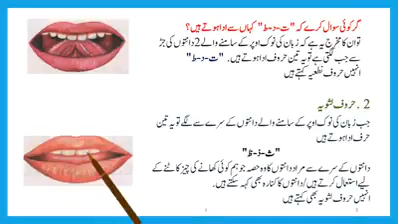 گر کوئی سوال کرے کہ "ت-د-ط" کہاں سے ادا ہوتے ہیں؟
توان کا مخرج یہ ہے کہ زبان کی نوک اوپر کے سامنے والے 2 دانتوں کی جڑ
سے جب لگتی ہے تو یہ تین حروف ادا ہوتے ہیں۔ "ت-د-ط"
انہیں حروف نطعیہ کہتے ہیں
2. حروف لثویہ
جب زبان کی نوک اوپر کے سامنے والے دانتوں کے سرے سے لگے تو یہ تین
حرف ادا ہوتے ہیں
"ث-ذ-ظ"
دانتوں کے سرے سے مراد دانتوں کا وہ حصہ جو ہم کوئی کھانے کی چیز کاٹنے کے
لیے استعمال کرتے ہیں / دانتوں کا کنارہ بھی کہہ سکتے ہیں۔
انہیں حروف لثویہ بھی کہتے ہیں